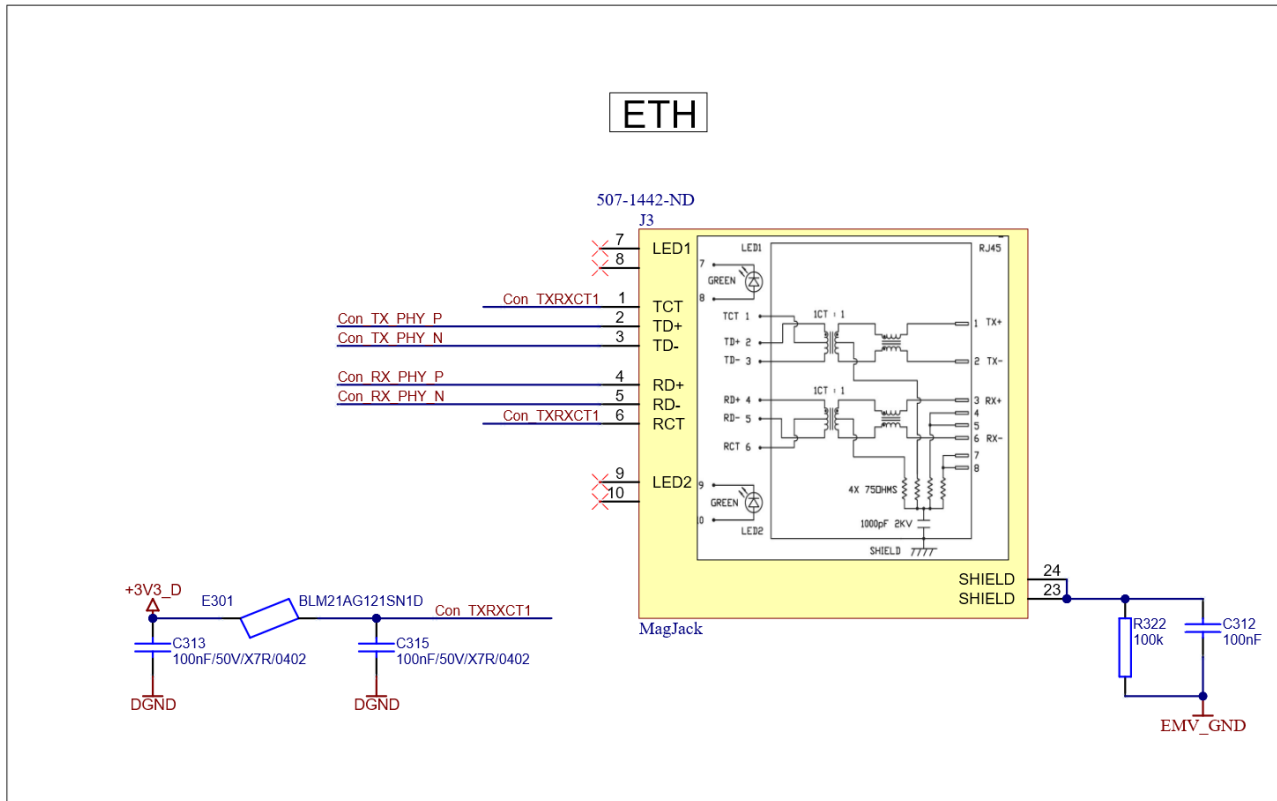 ETH
507-1442-ND
J3
7 LED1
8
Con_TXRXCT1 1 TCT
Con_TX_PHY_P 2 TD+
Con_TX_PHY_N 3 TD-
Con_RX_PHY_P 4 RD+
Con_RX_PHY_N 5 RD-
Con_TXRXCT1 6 RCT
9 LED2
10
LED1
RJ45
7
GREEN
8
TCT 1
1CT : 1
1 TX+
TD+ 2
TD- 3
2 TX-
1CT : 1
RD+ 4
3 RX+
4
RD- 5
5
6 RX-
RCT 6
7
8
9
4X 75OHMS
GREEN
10
LED2
1000pF 2KV
SHIELD
SHIELD 24
SHIELD 23
MagJack
+3V3_D
E301 BLM21AG121SN1D
Con_TXRXCT1
C313
100nF/50V/X7R/0402
C315
100nF/50V/X7R/0402
DGND
DGND
R322
100k
C312
100nF
EMV_GND